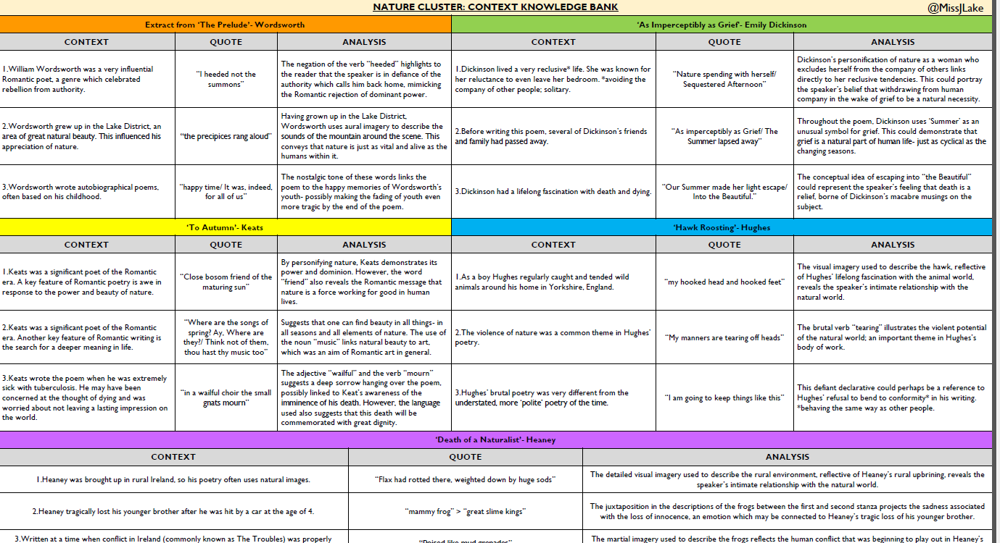 NATURE CLUSTER: CONTEXT KNOWLEDGE BANK
@MissJLake
Extract from ‘The Prelude’- Wordsworth
CONTEXT
QUOTE
ANALYSIS
1.William Wordsworth was a very influential
Romantic poet, a genre which celebrated
rebellion from authority.
“I heeded not the
summons”
The negation of the verb “heeded” highlights to
the reader that the speaker is in defiance of the
authority which calls him back home, mimicking
the Romantic rejection of dominant power.
2.Wordsworth grew up in the Lake District, an
area of great natural beauty. This influenced his
appreciation of nature.
“the precipices rang aloud”
Having grown up in the Lake District,
Wordsworth uses aural imagery to describe the
sounds of the mountain around the scene. This
conveys that nature is just as vital and alive as the
humans within it.
3.Wordsworth wrote autobiographical poems,
often based on his childhood.
“happy time/ It was, indeed,
for all of us”
The nostalgic tone of these words links the
poem to the happy memories of Wordsworth’s
youth- possibly making the fading of youth even
more tragic by the end of the poem.
‘As Imperceptibly as Grief’- Emily Dickinson
CONTEXT
QUOTE
ANALYSIS
1.Dickinson lived a very reclusive* life. She was known for
her reluctance to even leave her bedroom. *avoiding the
company of other people; solitary.
“Nature spending with herself/
Sequestered Afternoon”
Dickinson’s personification of nature as a woman who
excludes herself from the company of others links
directly to her reclusive tendencies. This could portray
the speaker’s belief that withdrawing from human
company in the wake of grief to be a natural necessity.
2.Before writing this poem, several of Dickinson’s friends
and family had passed away.
“As imperceptibly as Grief/ The
Summer lapsed away”
Throughout the poem, Dickinson uses ‘Summer’ as an
unusual symbol for grief. This could demonstrate that
grief is a natural part of human life- just as cyclical as the
changing seasons.
3.Dickinson had a lifelong fascination with death and dying.
“Our Summer made her light escape/
Into the Beautiful.”
The conceptual idea of escaping into “the Beautiful”
could represent the speaker’s feeling that death is a
relief, borne of Dickinson’s macabre musings on the
subject.
‘To Autumn’- Keats
CONTEXT
QUOTE
ANALYSIS
1.Keats was a significant poet of the Romantic
era. A key feature of Romantic poetry is awe in
response to the power and beauty of nature.
“Close bosom friend of the
maturing sun”
By personifying nature, Keats demonstrates its
power and dominion. However, the word
“friend” also reveals the Romantic message that
nature is a force working for good in human
lives.
2.Keats was a significant poet of the Romantic
era. Another key feature of Romantic writing is
the search for a deeper meaning in life.
“Where are the songs of
spring? Ay, Where are
they?/ Think not of them,
thou hast thy music too”
Suggests that one can find beauty in all things- in
all seasons and all elements of nature. The use of
the noun “music” links natural beauty to art,
which was an aim of Romantic art in general.
3.Keats wrote the poem when he was extremely
sick with tuberculosis. He may have been
concerned at the thought of dying and was
worried about not leaving a lasting impression on
the world.
“in a wailful choir the small
gnats mourn”
The adjective “wailful” and the verb “mourn”
suggests a deep sorrow hanging over the poem,
possibly linked to Keat’s awareness of the
imminence of his death. However, the language
used also suggests that this death will be
commemorated with great dignity.
‘Hawk Roosting’- Hughes
CONTEXT
QUOTE
ANALYSIS
1.As a boy Hughes regularly caught and tended wild
animals around his home in Yorkshire, England.
“my hooked head and hooked feet”
The visual imagery used to describe the hawk, reflective
of Hughes’ lifelong fascination with the animal world,
reveals the speaker’s intimate relationship with the
natural world.
2.The violence of nature was a common theme in Hughes’
poetry.
“My manners are tearing off heads”
The brutal verb “tearing” illustrates the violent potential
of the natural world; an important theme in Hughes’s
body of work.
3.Hughes’ brutal poetry was very different from the
understated, more ‘polite’ poetry of the time.
“I am going to keep things like this”
This defiant declarative could perhaps be a reference to
Hughes’ refusal to bend to conformity* in his writing.
*behaving the same way as other people.
‘Death of a Naturalist’- Heaney
CONTEXT
QUOTE
ANALYSIS
1.Heaney was brought up in rural Ireland, so his poetry often uses natural images.
“Flax had rotted there, weighted down by huge sods”
The detailed visual imagery used to describe the rural environment, reflective of Heaney’s rural upbrining, reveals the
speaker’s intimate relationship with the natural world.
2.Heaney tragically lost his younger brother after he was hit by a car at the age of 4.
“mammy frog” > “great slime kings”
The juxtaposition in the descriptions of the frogs between the first and second stanza projects the sadness associated
with the loss of innocence, an emotion which may be connected to Heaney’s tragic loss of his younger brother.
3.Written at a time when conflict in Ireland (commonly known as The Troubles) was properly
“Poised like mud grenades”
The martial imagery used to describe the frogs reflects the human conflict that was beginning to play out in Heaney’s